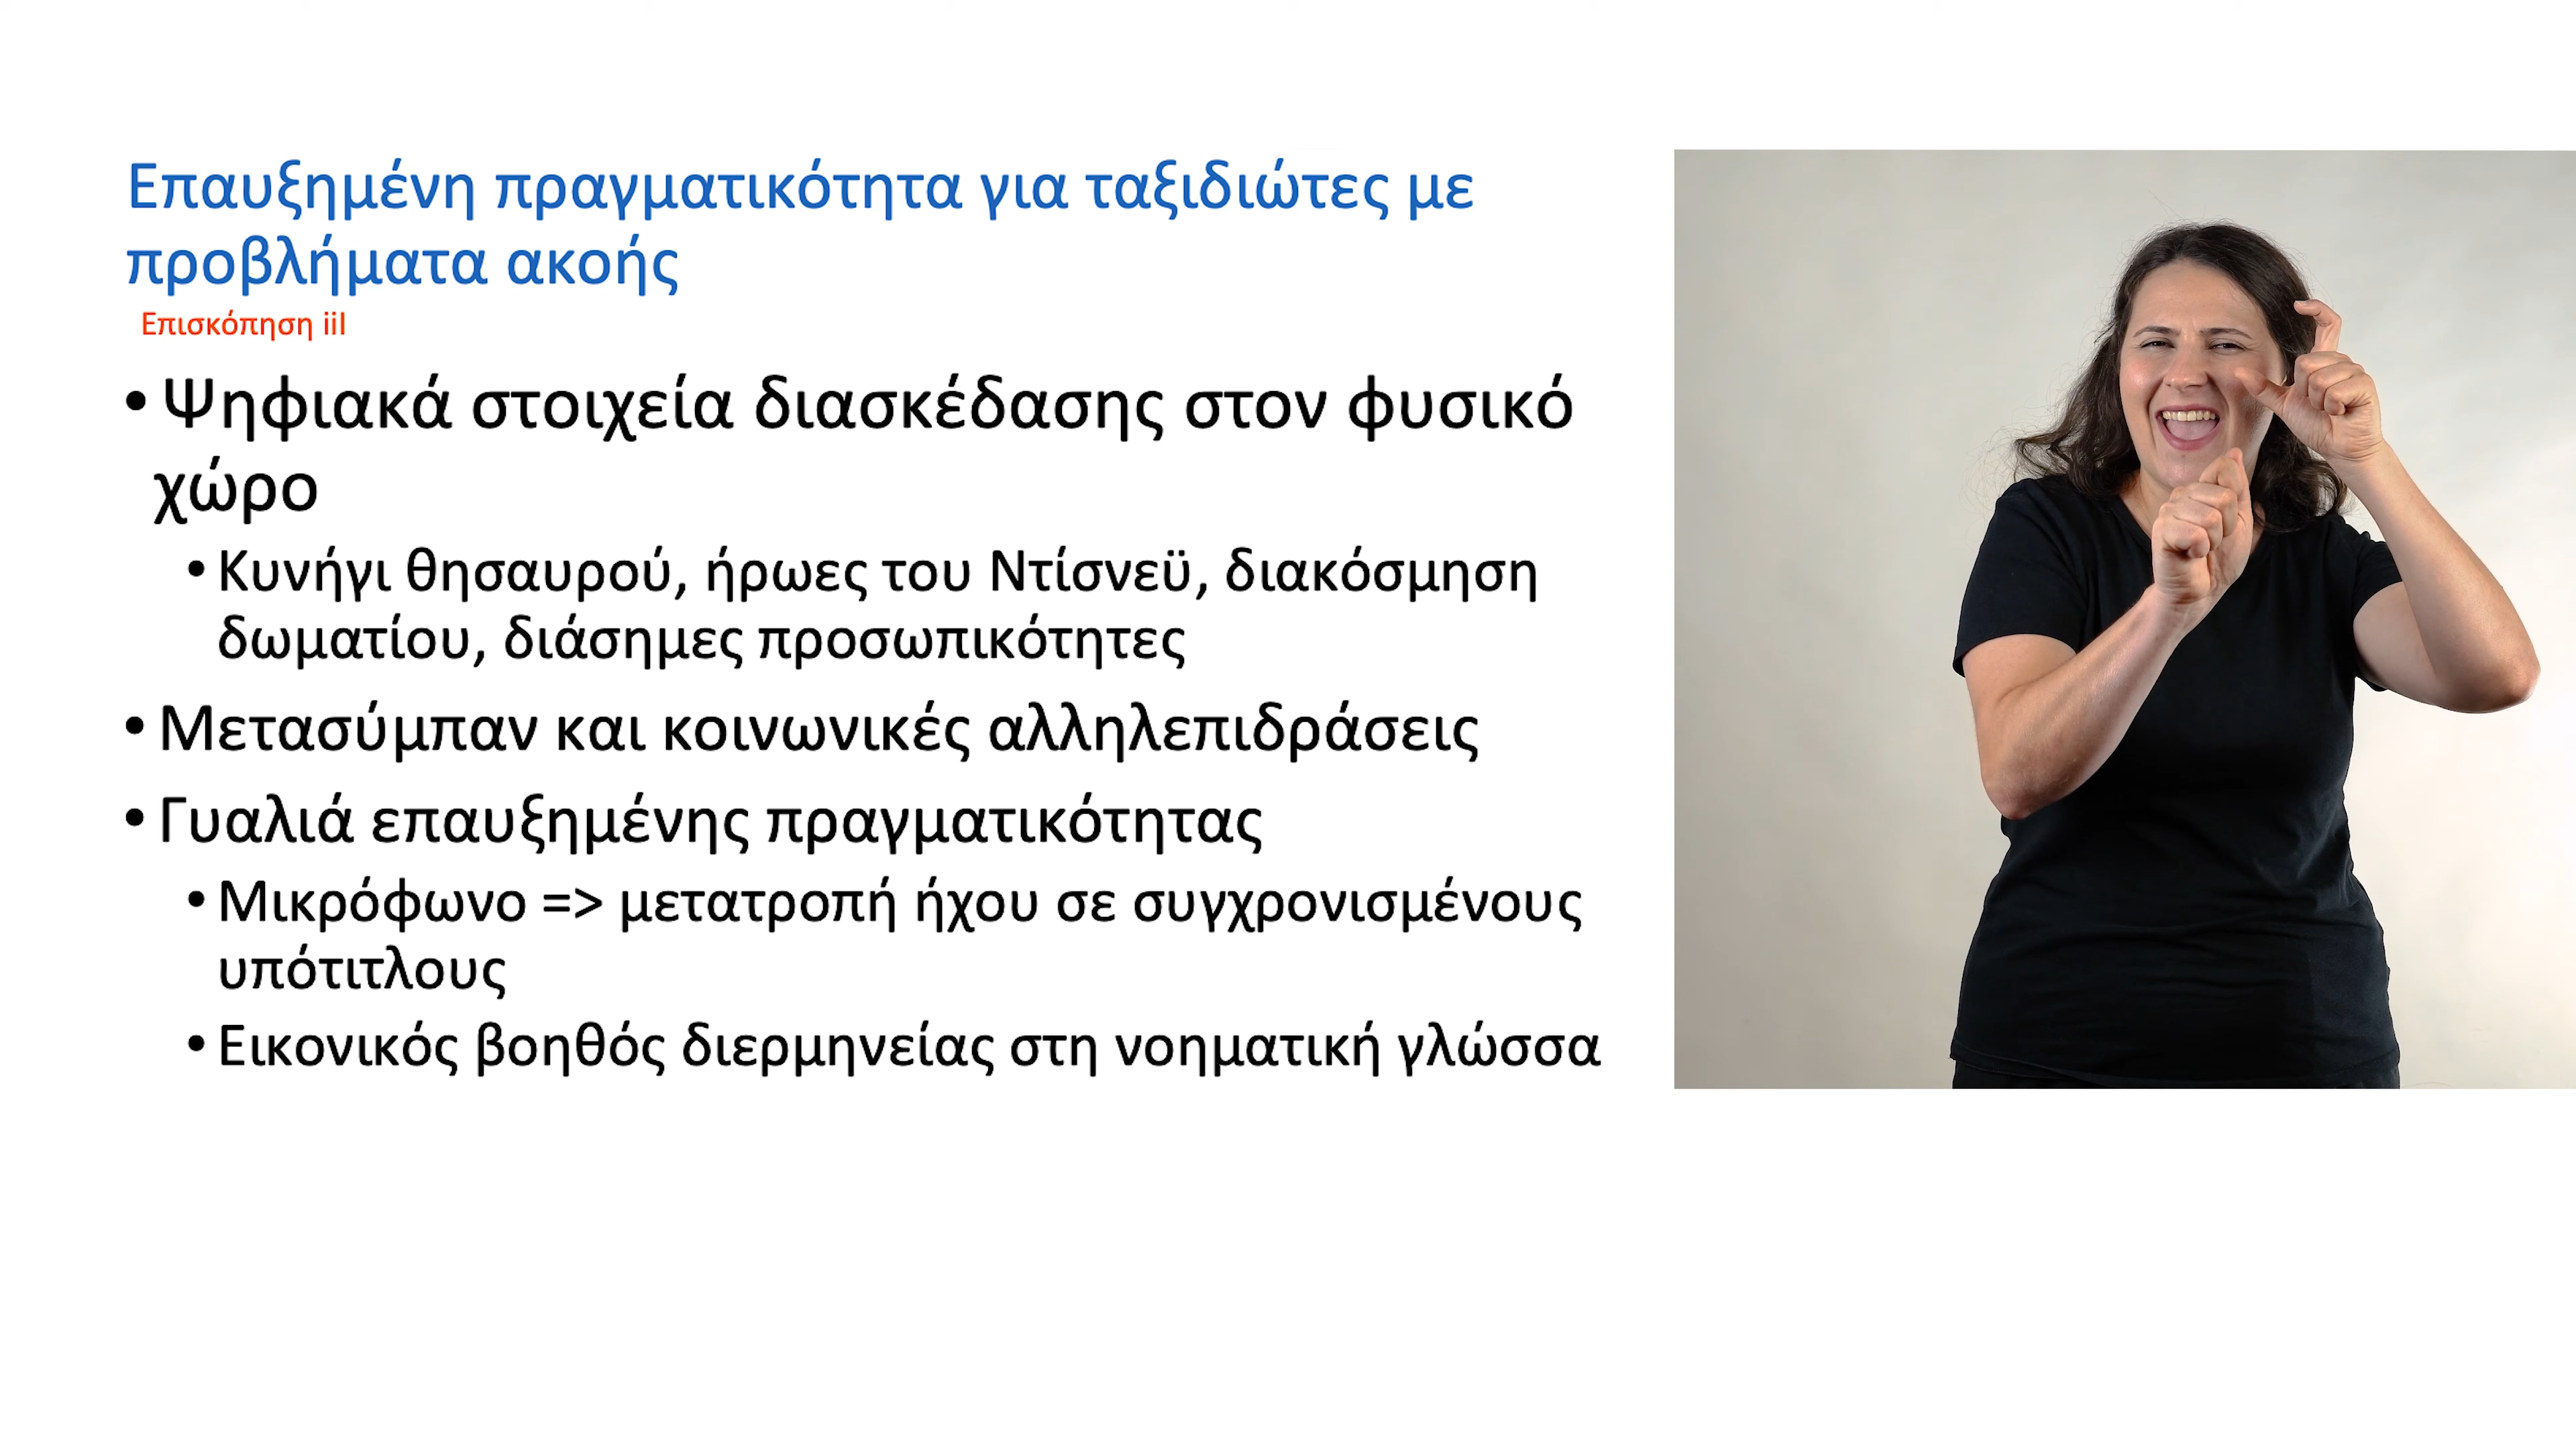 Επαυξημένη πραγματικότητα για ταξιδιώτες με
προβλήματα ακοής
Επισκόπηση iiI
• Ψηφιακά στοιχεία διασκέδασης στον φυσικό
χώρο
• Κυνήγι θησαυρού, ήρωες του Ντίσνεϋ, διακόσμηση
δωματίου, διάσημες προσωπικότητες
• Μετασύμπαν και κοινωνικές αλληλεπιδράσεις
• Γυαλιά επαυξημένης πραγματικότητας
• Μικρόφωνο => μετατροπή ήχου σε συγχρονισμένους
υπότιτλους
• Εικονικός βοηθός διερμηνείας στη νοηματική γλώσσα